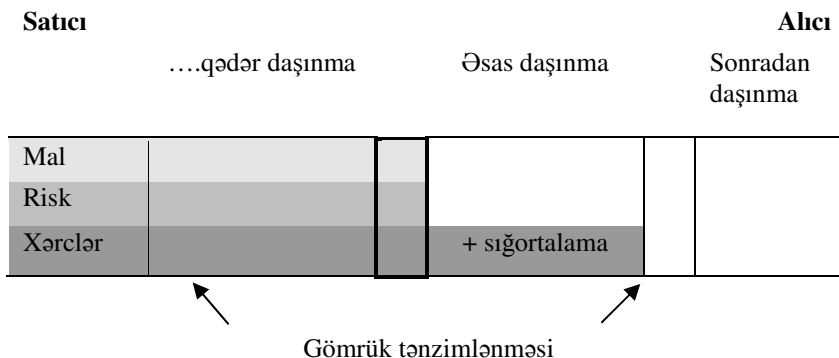 Satıcı Alıcı
….qədər daşınma Əsas daşınma Sonradan
daşınma
Mal
Risk
Xərclər + sığortalama
Gömrük tənzimlənməsi